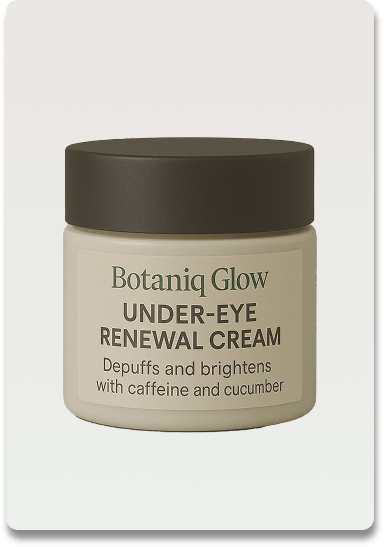 Botaniq Glow
UNDER-EYE
RENEWAL CREAM
Depuffs and brightens
with caffeine and cucumber